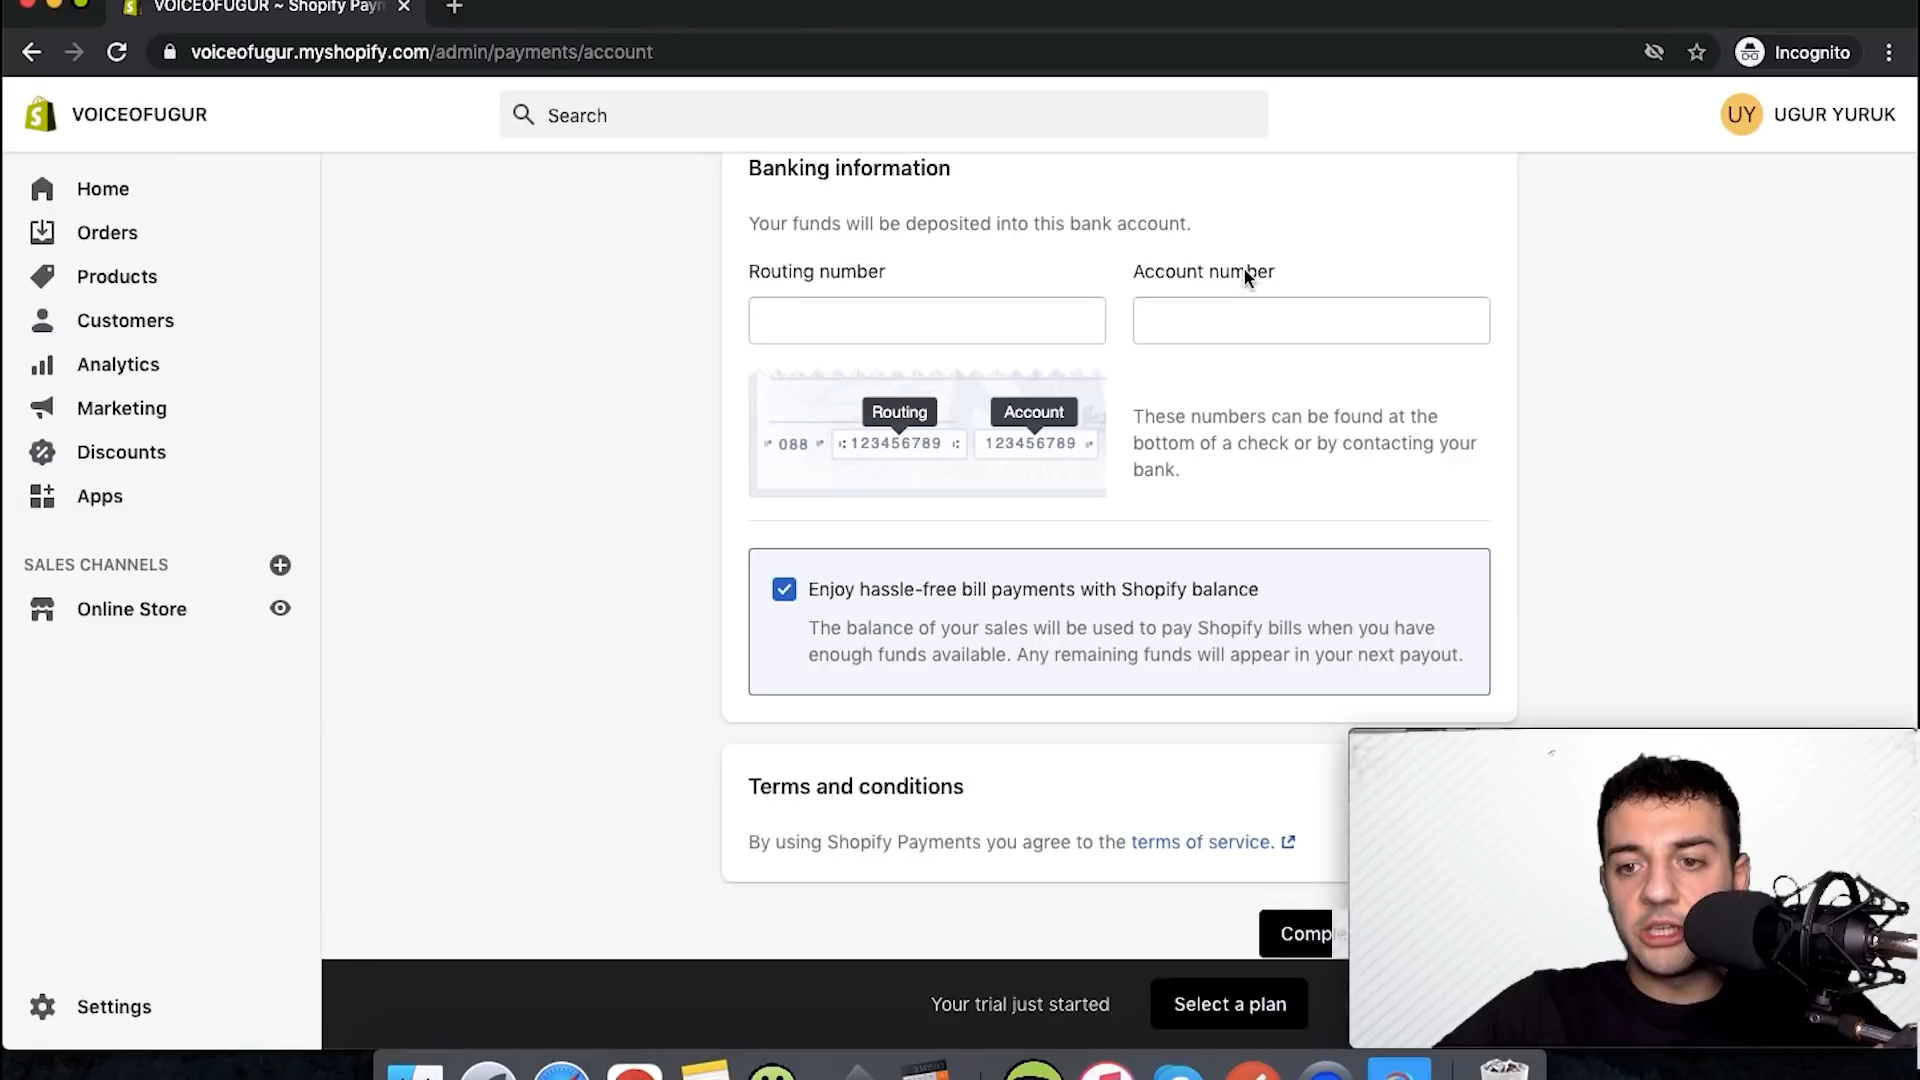 VOICEOFUGUR ~ Shopify Paym
voiceofugur.myshopify.com/admin/payments/account
Incognito
VOICEOFUGUR
Search
UY
UGUR YURUK
Home
Orders
Products
Customers
Analytics
Marketing
Discounts
Apps
SALES CHANNELS
Online Store
Settings
Banking information
Your funds will be deposited into this bank account.
Routing number
Account number
Routing
Account
088
123456789
123456789
These numbers can be found at the
bottom of a check or by contacting your
bank.
Enjoy hassle-free bill payments with Shopify balance
The balance of your sales will be used to pay Shopify bills when you have
enough funds available. Any remaining funds will appear in your next payout.
Terms and conditions
By using Shopify Payments you agree to the terms of service.
Comple
Your trial just started
Select a plan